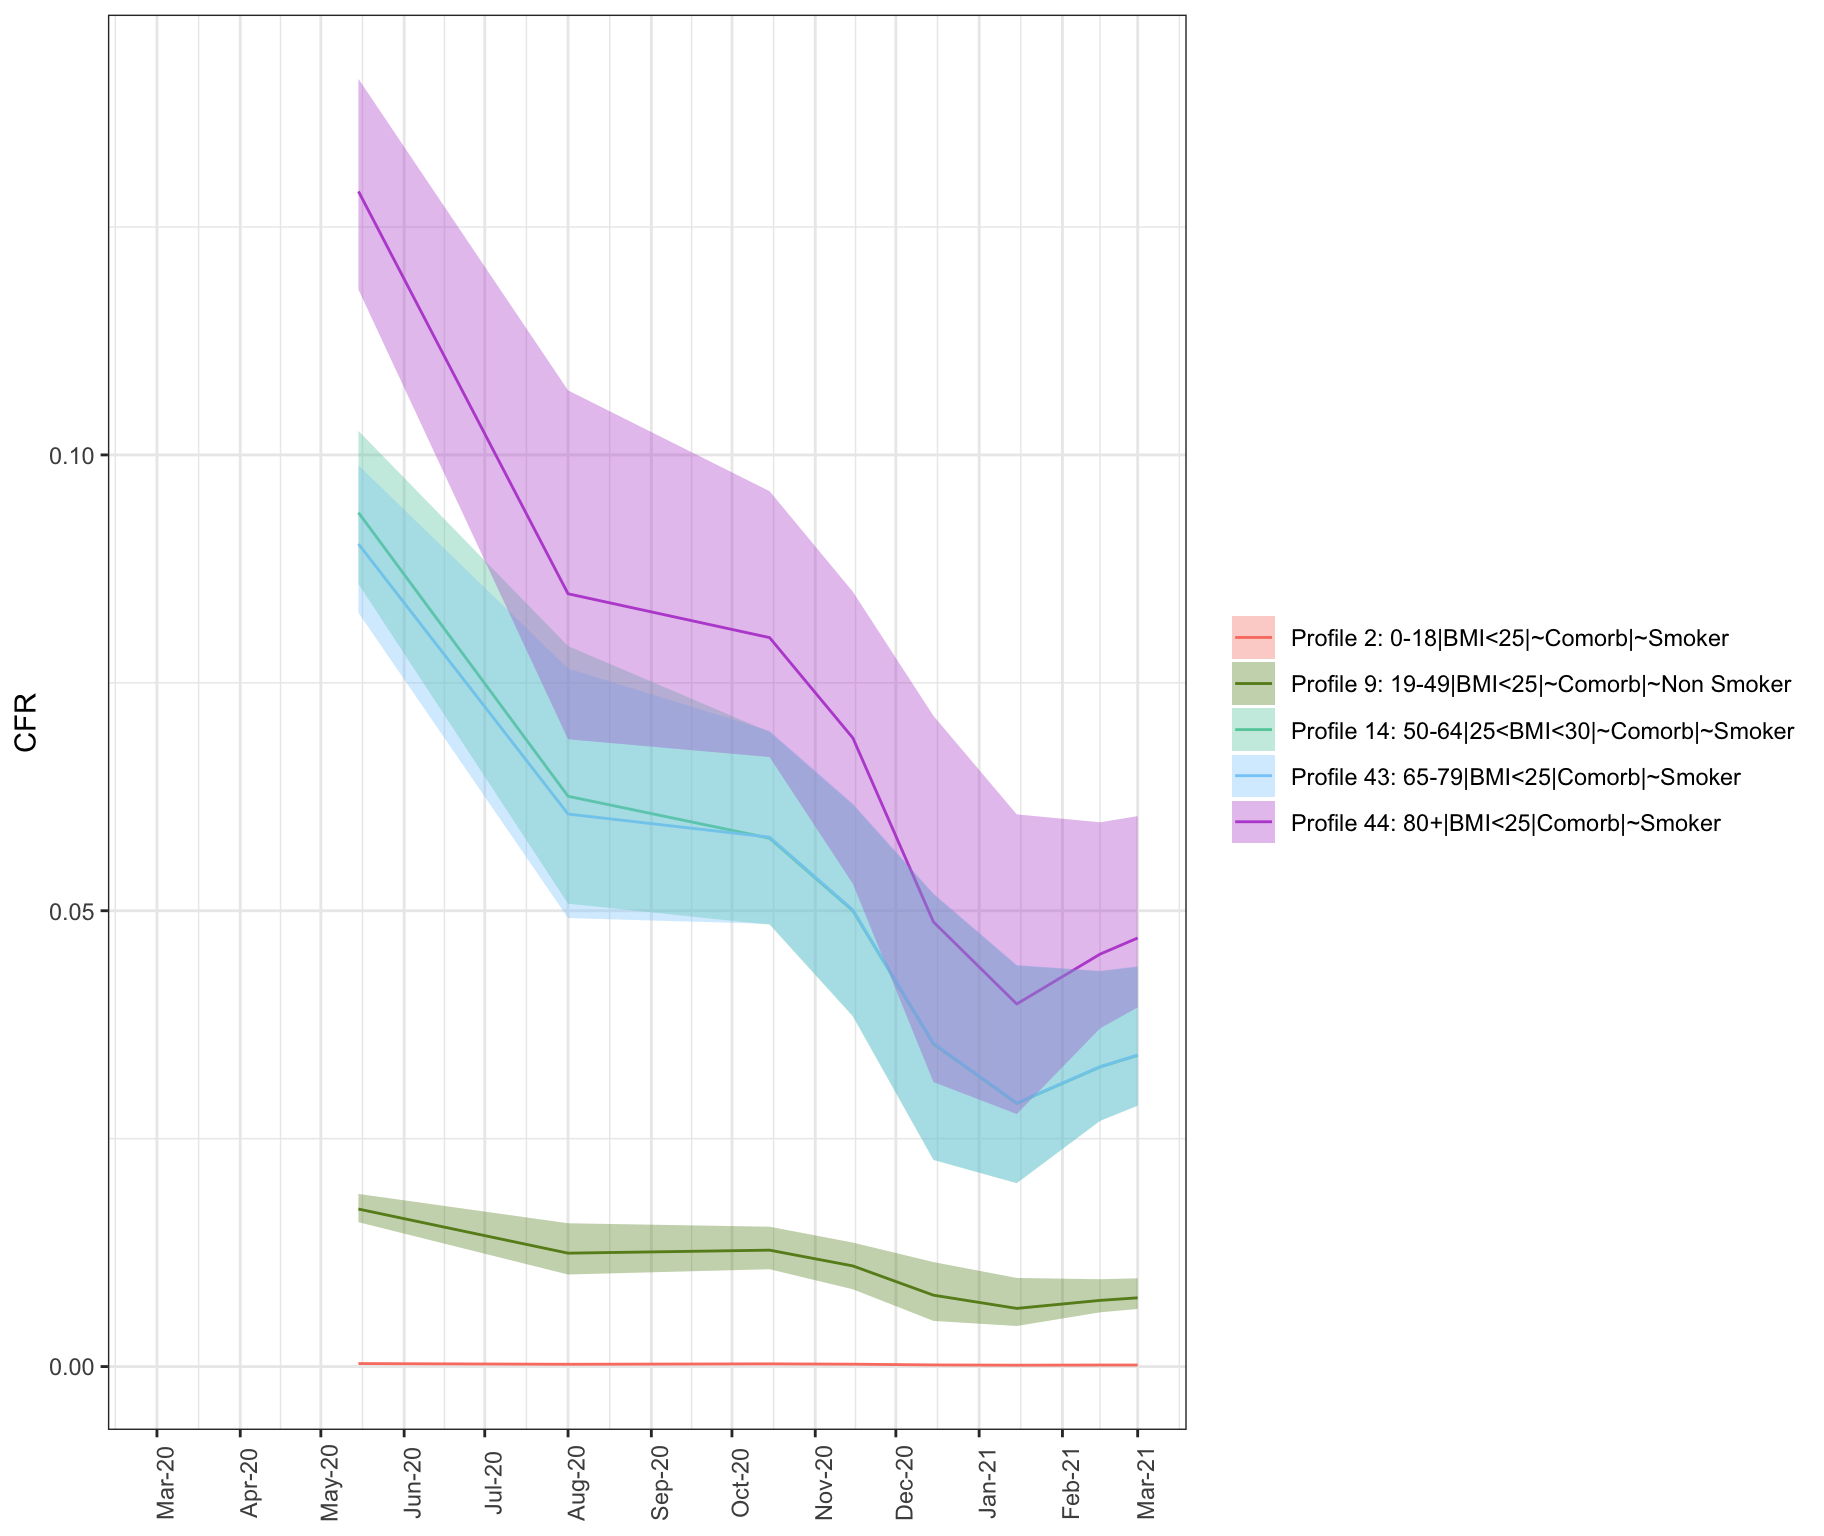 CFR
0.10
0.05
0.00
Mar-20
Apr-20
May-20
Jun-20
Jul-20
Aug-20
Sep-20
Oct-20
Nov-20
Dec-20
Jan-21
Feb-21
Mar-21
Profile 2: 0-18|BMI<25|~Comorb|~Smoker
Profile 9: 19-49|BMI<25|~Comorb|~Non Smoker
Profile 14: 50-64|25<BMI<30|~Comorb|~Smoker
Profile 43: 65-79|BMI<25|Comorb|~Smoker
Profile 44: 80+|BMI<25|Comorb|~Smoker